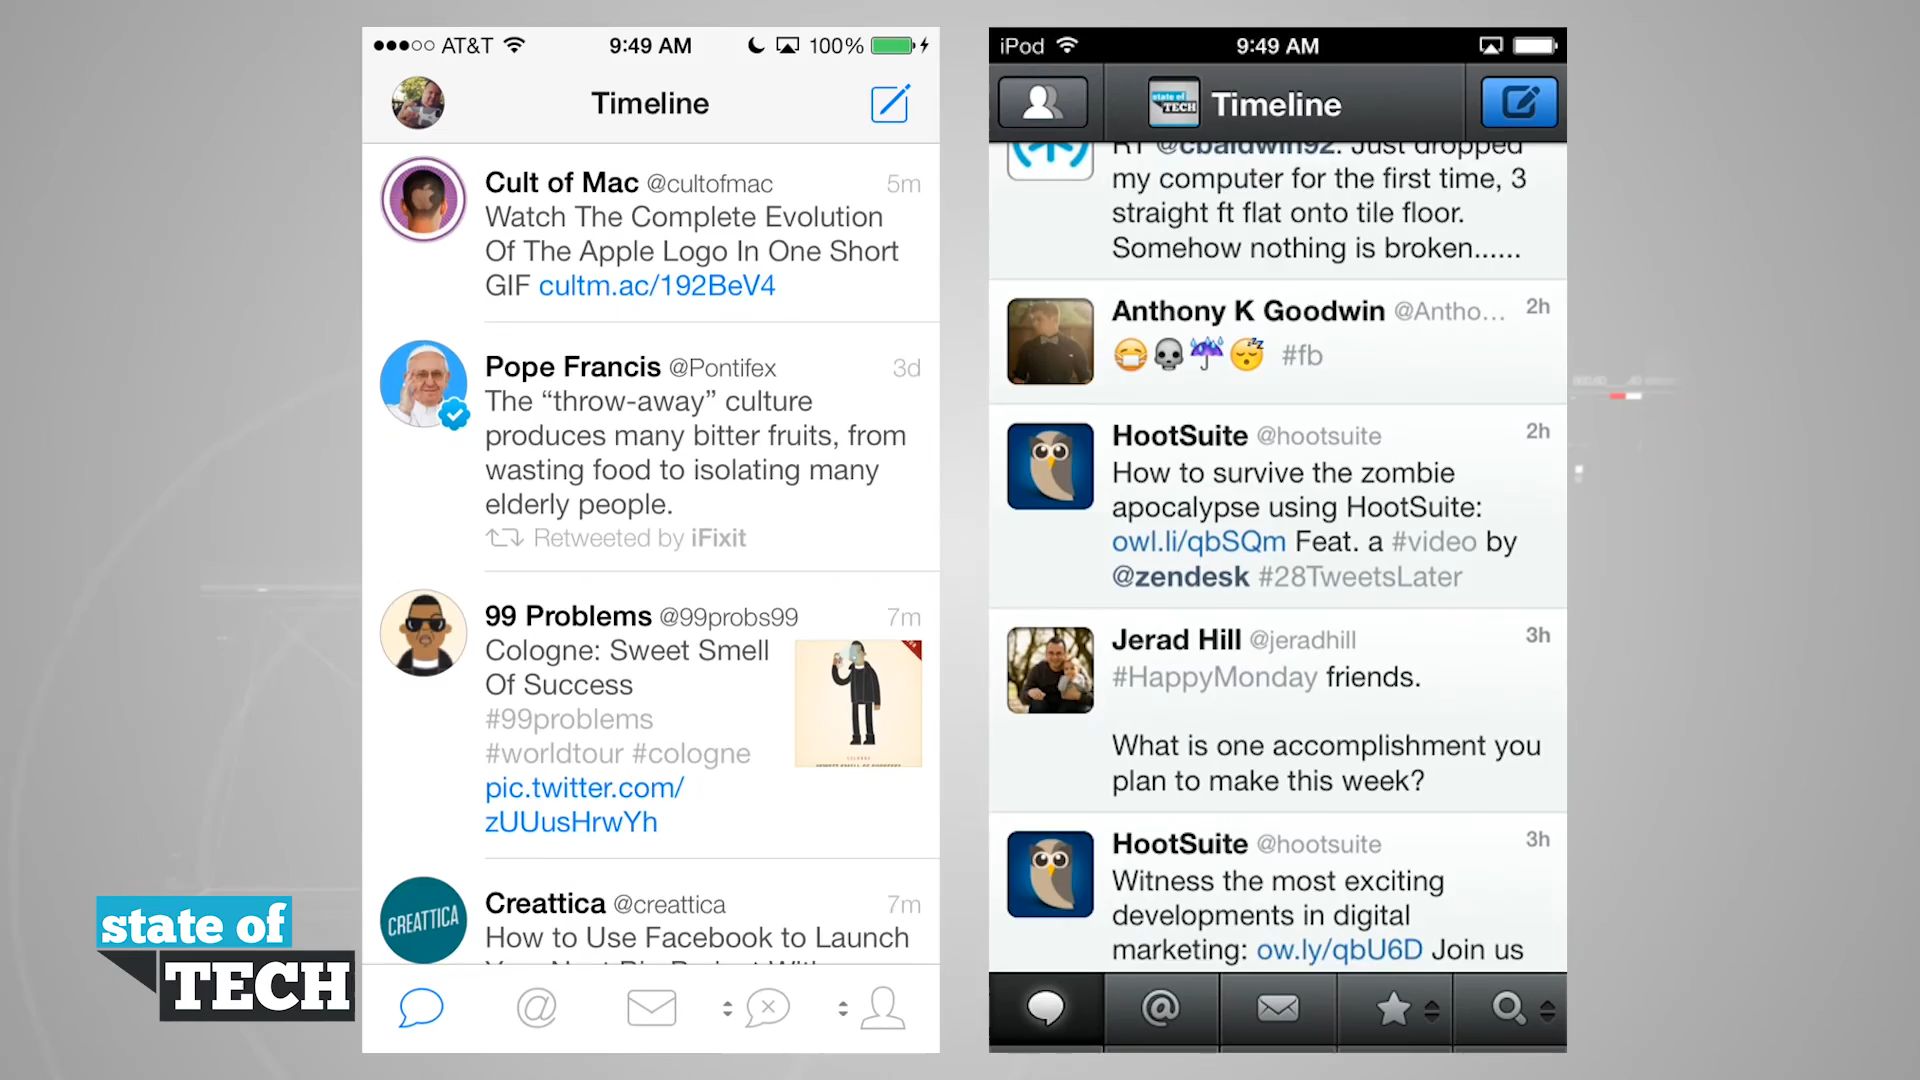 AT&T
9:49 AM
100%
Timeline
Cult of Mac @cultofmac 5m
Watch The Complete Evolution
Of The Apple Logo In One Short
GIF cultm.ac/192BeV4
Pope Francis @Pontifex 3d
The “throw-away” culture
produces many bitter fruits, from
wasting food to isolating many
elderly people.
Retweeted by iFixit
99 Problems @99probs99 7m
Cologne: Sweet Smell
Of Success
#99problems
#worldtour #cologne
pic.twitter.com/
zUUusHrwYh
CREATTICA
Creattica @creattica 7m
How to Use Facebook to Launch
iPod
9:49 AM
state of
TECH
Timeline
RT @cbaldwin92: Just dropped
my computer for the first time, 3
straight ft flat onto tile floor.
Somehow nothing is broken......
Anthony K Goodwin @Antho... 2h
😷💀☔😴 #fb
HootSuite @hootsuite 2h
How to survive the zombie
apocalypse using HootSuite:
owl.li/qbSQm Feat. a #video by
@zendesk #28TweetsLater
Jerad Hill @jeradhill 3h
#HappyMonday friends.
What is one accomplishment you
plan to make this week?
HootSuite @hootsuite 3h
Witness the most exciting
developments in digital
marketing: ow.ly/qbU6D Join us
state of
TECH